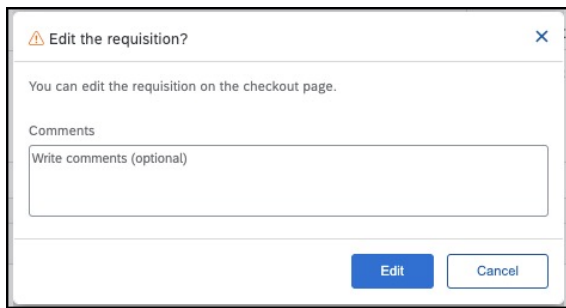 Edit the requisition?
You can edit the requisition on the checkout page.
Comments
Write comments (optional)
Edit
Cancel